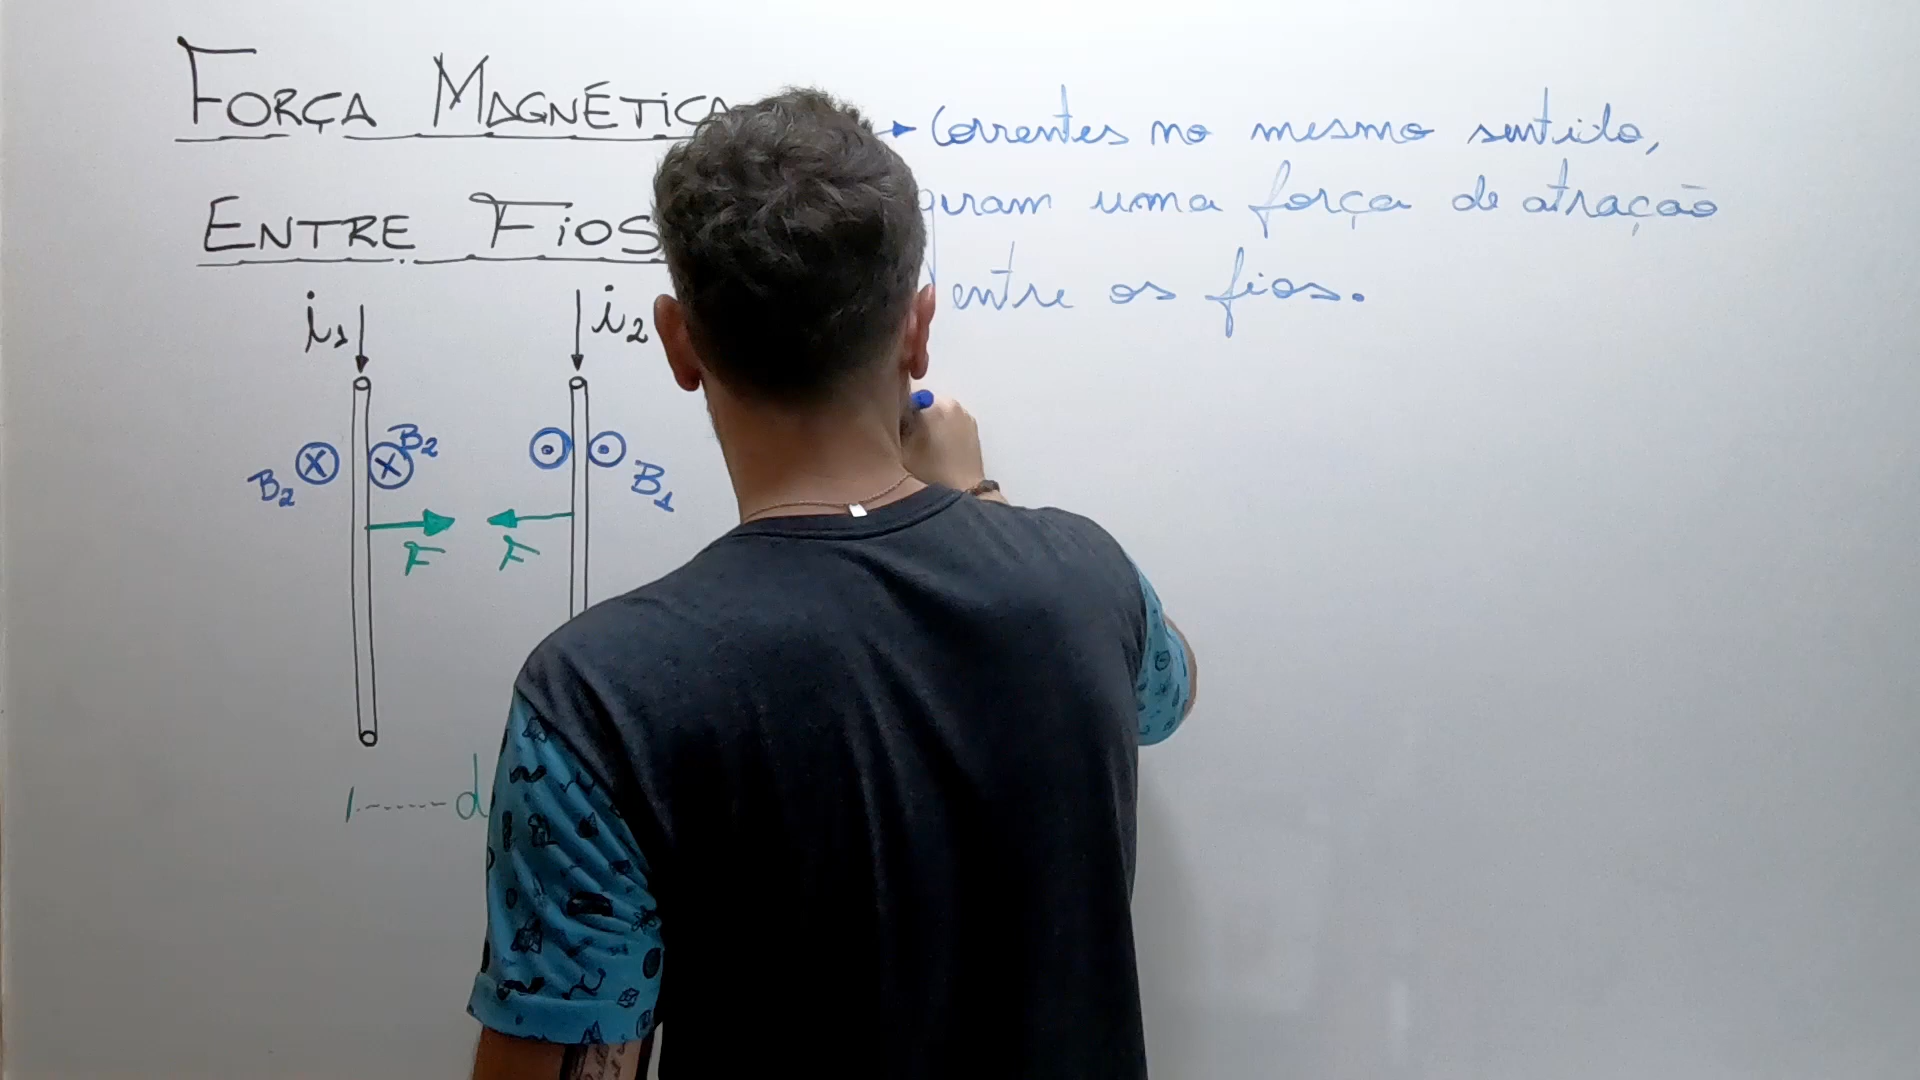 FORÇA MAGNÉTICA
ENTRE FIOS
→ Correntes no mesmo sentido,
geram uma força de atração
entre os fios.
i₁
i₂
B₂
B₂
B₁
F
F
d